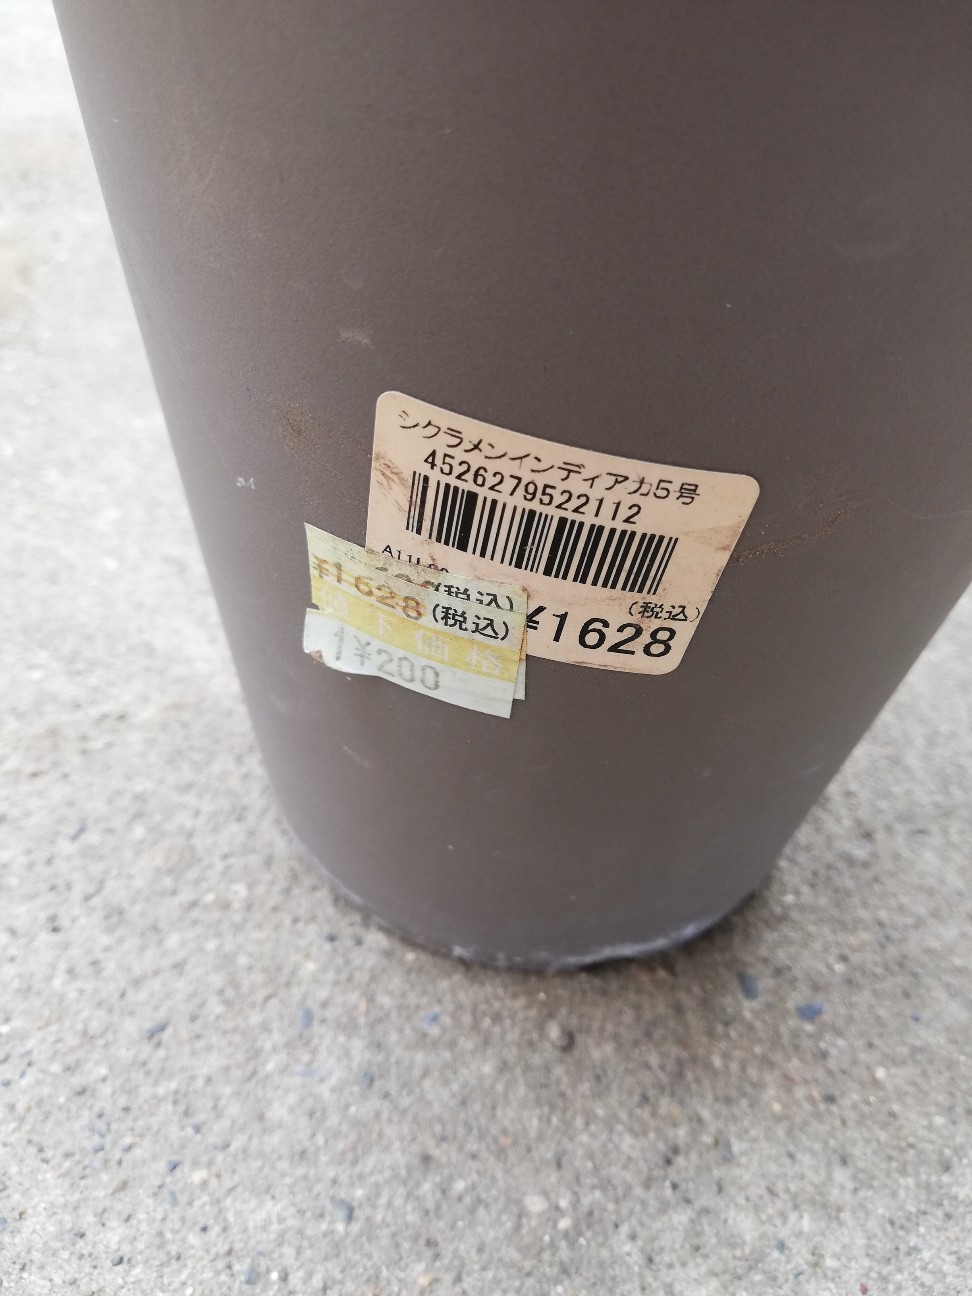 シクラメンインディアカ5号
4526279522112
(税込)
¥1628
(税込)
¥1628(税込)
値下価格
¥200